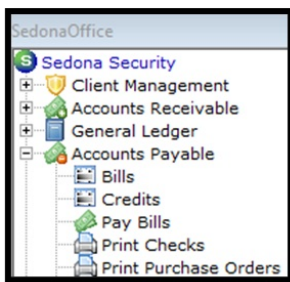 SedonaOffice
Sedona Security
Client Management
Accounts Receivable
General Ledger
Accounts Payable
Bills
Credits
Pay Bills
Print Checks
Print Purchase Orders